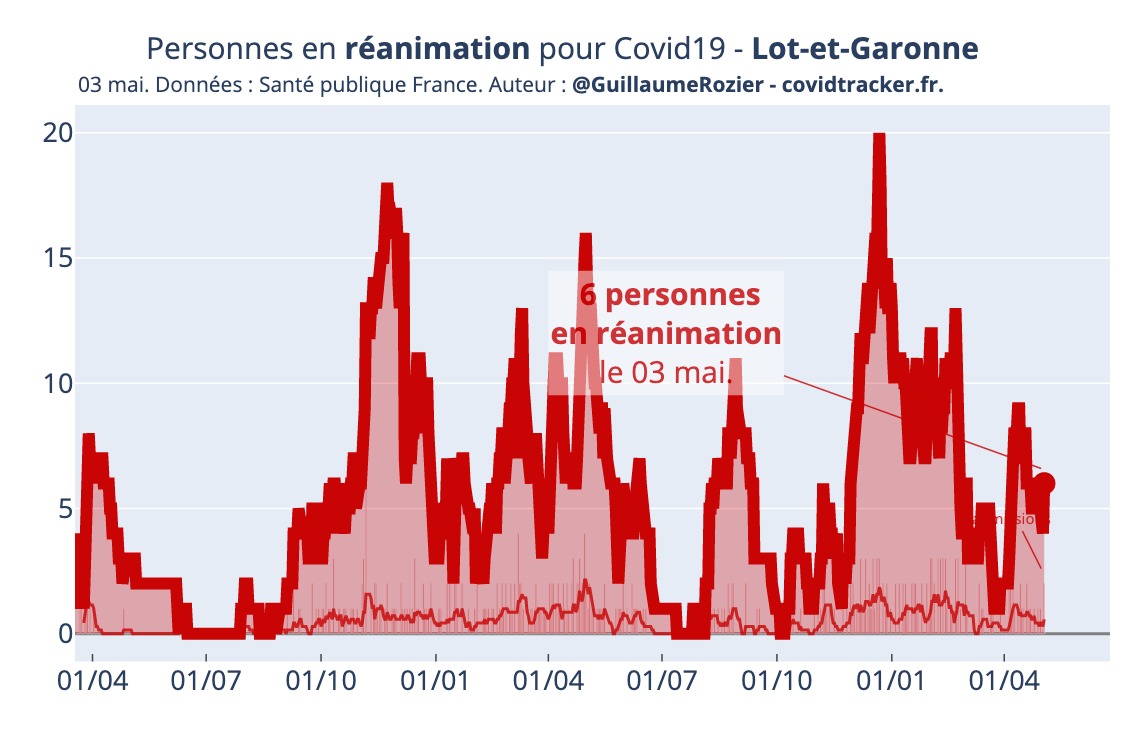 Personnes en réanimation pour Covid19 - Lot-et-Garonne
03 mai. Données : Santé publique France. Auteur : @GuillaumeRozier - covidtracker.fr.
20
15
10
5
0
6 personnes
en réanimation
le 03 mai.
01/04 01/07 01/10 01/01 01/04 01/07 01/10 01/01 01/04